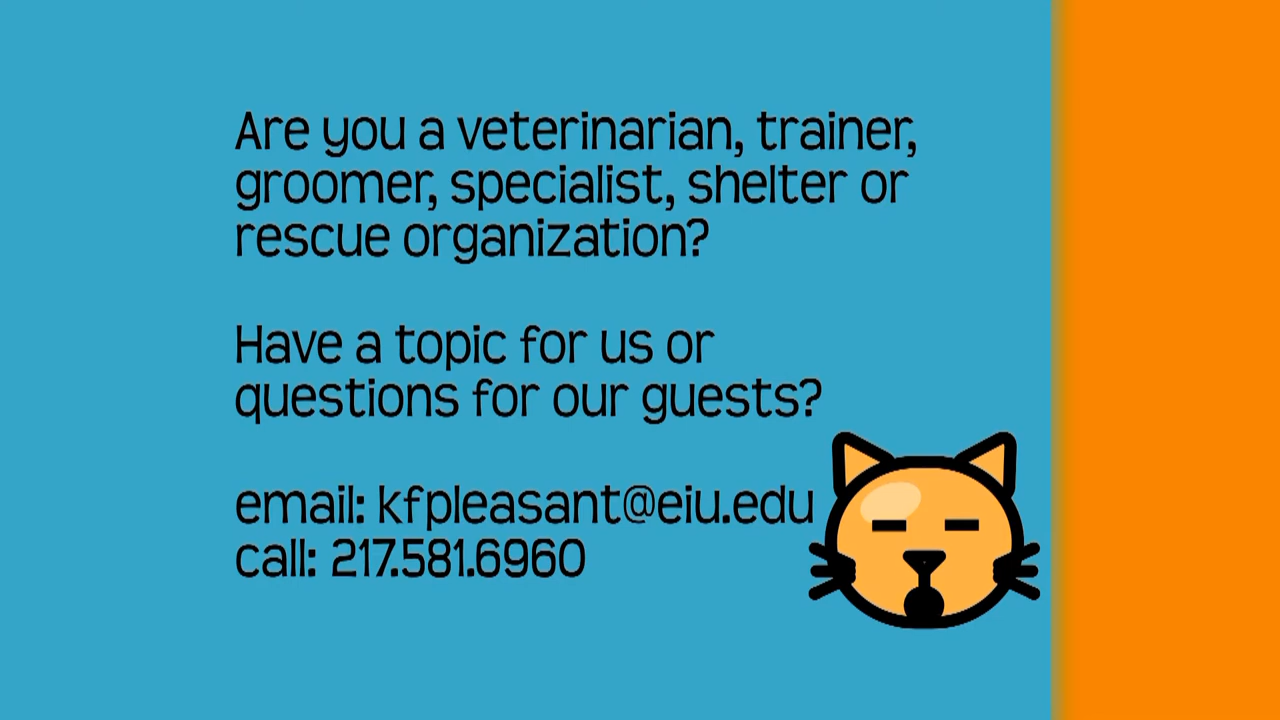 Are you a veterinarian, trainer,
groomer, specialist, shelter or
rescue organization?
Have a topic for us or
questions for our guests?
email: kfpleasant@eiu.edu
call: 217.581.6960